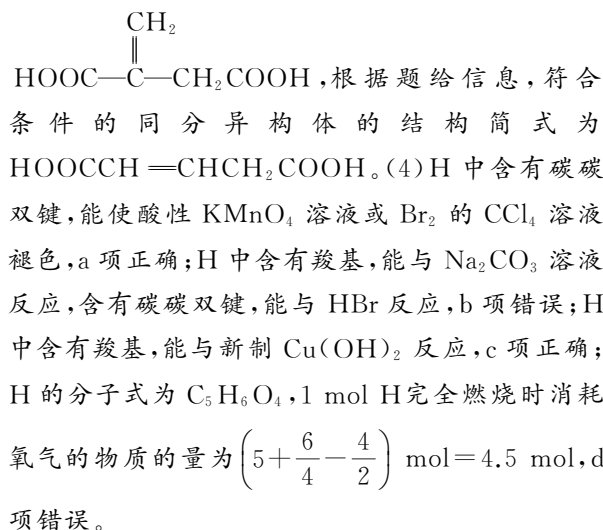 CH₂
‖
HOOC—C—CH₂COOH,根据题给信息,符合
条件的同分异构体的结构简式为
HOOCCH=CHCH₂COOH。(4)H 中含有碳碳
双键,能使酸性 KMnO₄ 溶液或 Br₂ 的 CCl₄ 溶液
褪色,a 项正确;H 中含有羧基,能与 Na₂CO₃ 溶液
反应,含有碳碳双键,能与 HBr 反应,b 项错误;H
中含有羧基,能与新制 Cu(OH)₂ 反应,c 项正确;
H 的分子式为 C₅H₆O₄,1 mol H完全燃烧时消耗
氧气的物质的量为(5+6/4−4/2) mol=4.5 mol,d
项错误。